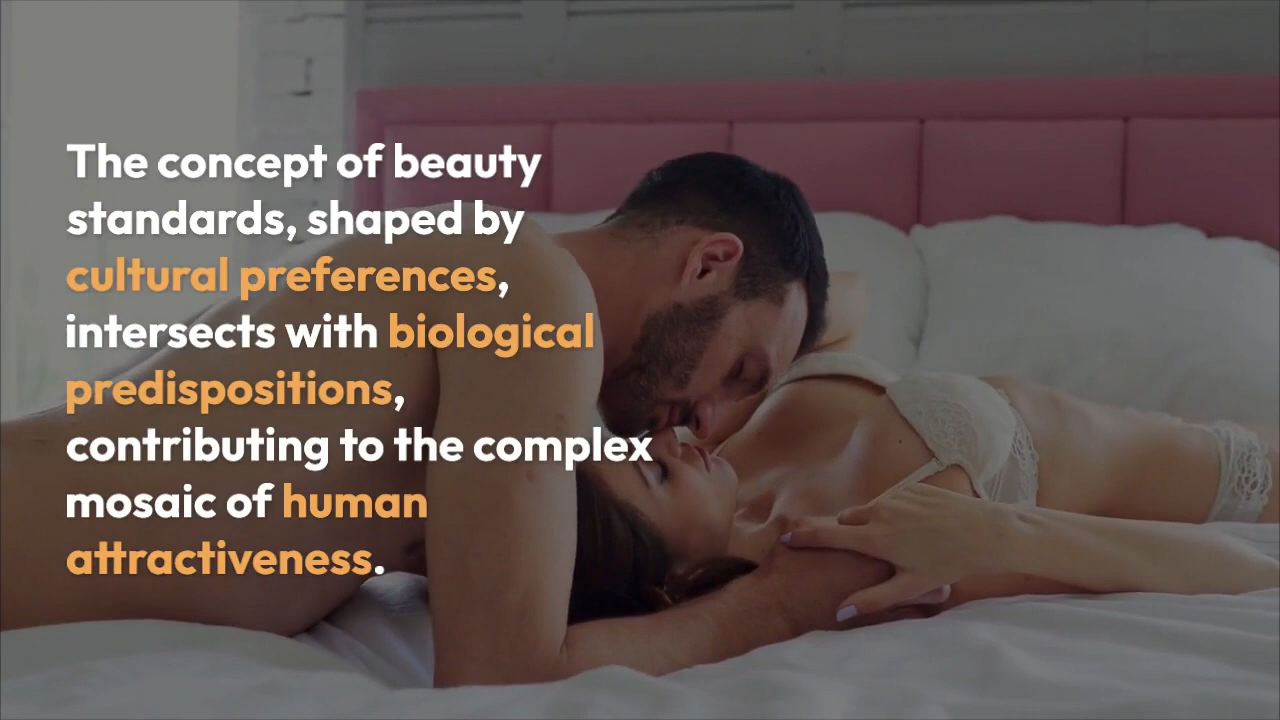 The concept of beauty
standards, shaped by
cultural preferences,
intersects with biological
predispositions,
contributing to the complex
mosaic of human
attractiveness.